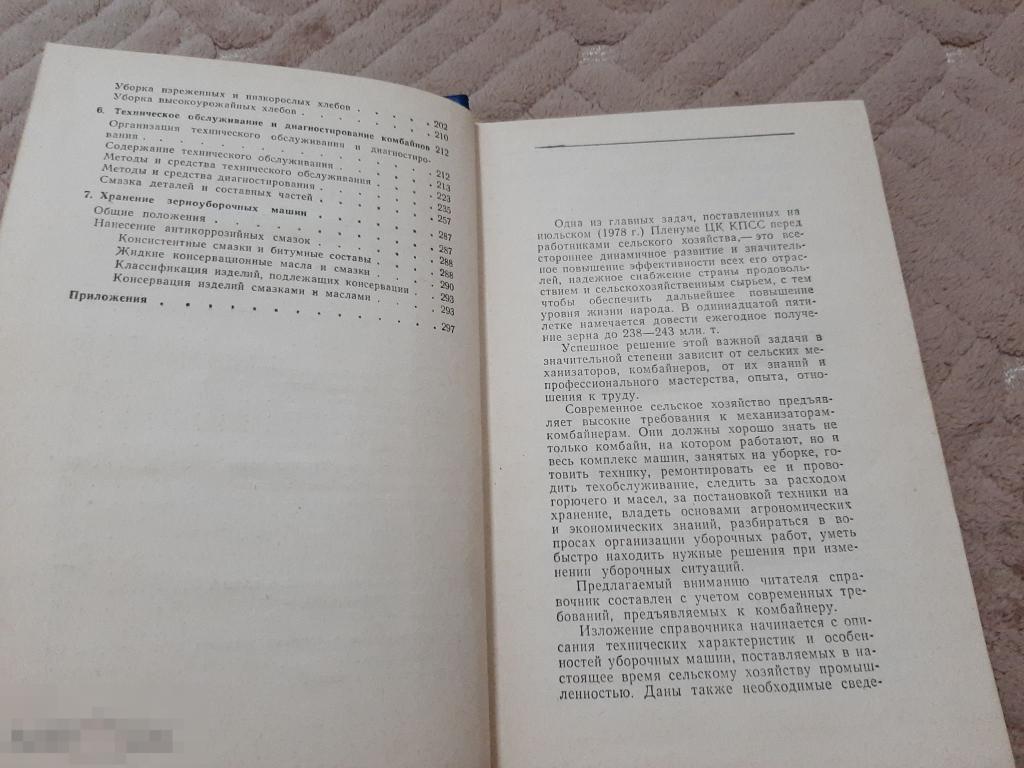 Уборка изреженных и низкорослых хлебов . . . . . 202
Уборка высокоурожайных хлебов . . . . . . . . 210
6. Техническое обслуживание и диагностирование комбайнов 212
Организация технического обслуживания и диагностиро-
вания . . . . . . . . . . . . . . 212
Содержание технического обслуживания . . . . . . 213
Методы и средства технического обслуживания . . . . 223
Методы и средства диагностирования . . . . . . . 235
Смазка деталей и составных частей . . . . . . . 257
7. Хранение зерноуборочных машин . . . . . . . 287
Общие положения . . . . . . . . . . . 287
Нанесение антикоррозийных смазок . . . . . . . 288
Консистентные смазки и битумные составы . . . . 288
Жидкие консервационные масла и смазки . . . . 290
Классификация изделий, подлежащих консервации . . 293
Консервация изделий смазками и маслами . . . . 293
Приложения . . . . . . . . . . . . . 297
Одна из главных задач, поставленных на
июльском (1978 г.) Пленуме ЦК КПСС перед
работниками сельского хозяйства,— это все-
стороннее динамичное развитие и значитель-
ное повышение эффективности всех его отрас-
лей, надежное снабжение страны продоволь-
ствием и сельскохозяйственным сырьем, с тем
чтобы обеспечить дальнейшее повышение
уровня жизни народа. В одиннадцатой пяти-
летке намечается довести ежегодное получе-
ние зерна до 238—243 млн. т.
Успешное решение этой важной задачи в
значительной степени зависит от сельских ме-
ханизаторов, комбайнеров, от их знаний и
профессионального мастерства, опыта, отно-
шения к труду.
Современное сельское хозяйство предъяв-
ляет высокие требования к механизаторам-
комбайнерам. Они должны хорошо знать не
только комбайн, на котором работают, но и
весь комплекс машин, занятых на уборке, го-
товить технику, ремонтировать ее и прово-
дить техобслуживание, следить за расходом
горючего и масел, за постановкой техники на
хранение, владеть основами агрономических
и экономических знаний, разбираться в во-
просах организации уборочных работ, уметь
быстро находить нужные решения при изме-
нении уборочных ситуаций.
Предлагаемый вниманию читателя спра-
вочник составлен с учетом современных тре-
бований, предъявляемых к комбайнеру.
Изложение справочника начинается с опи-
сания технических характеристик и особен-
ностей уборочных машин, поставляемых в на-
стоящее время сельскому хозяйству промыш-
ленностью. Даны также необходимые сведе-